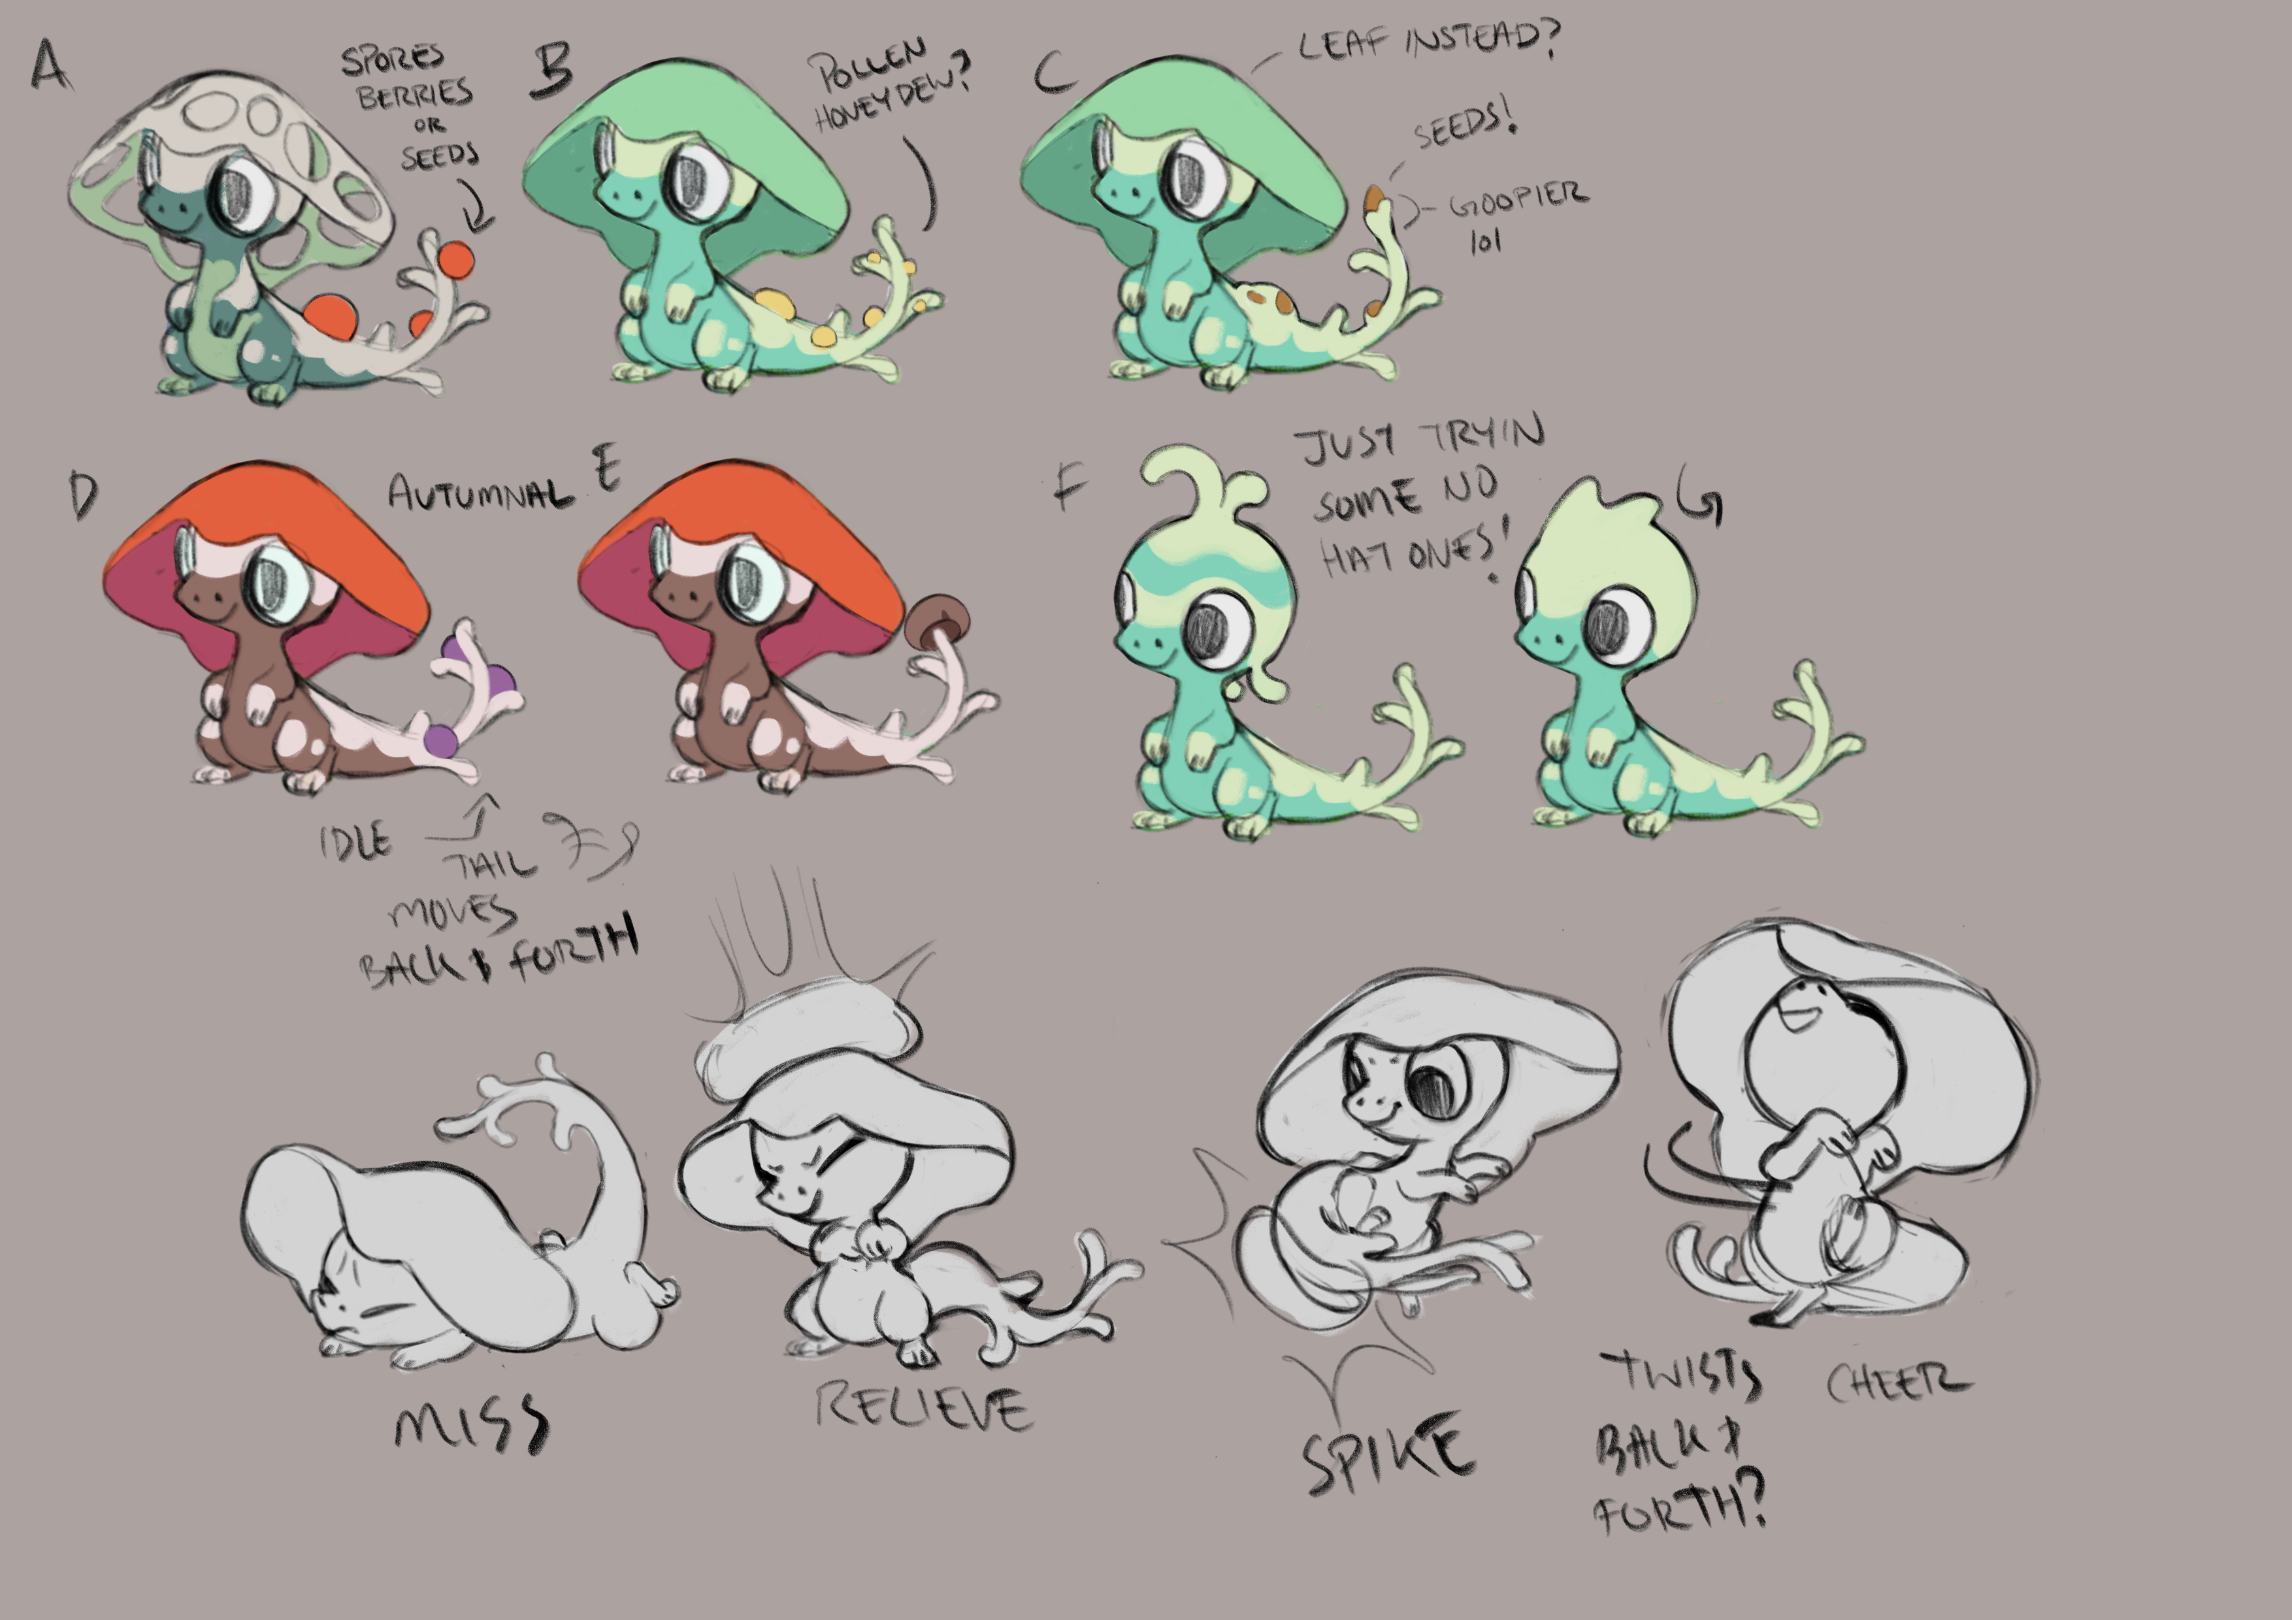 A
SPORES
BERRIES
OR
SEEDS
B
POLLEN
HONEYDEW?
C
LEAF INSTEAD?
SEEDS!
GOOPIER
lol
D
AUTUMNAL
E
F
JUST TRYIN
SOME NO
HAT ONES!
G
IDLE
TAIL
MOVES
BACK & FORTH
MISS
RELIEVE
SPIKE
TWISTS
BACK &
FORTH?
CHEER